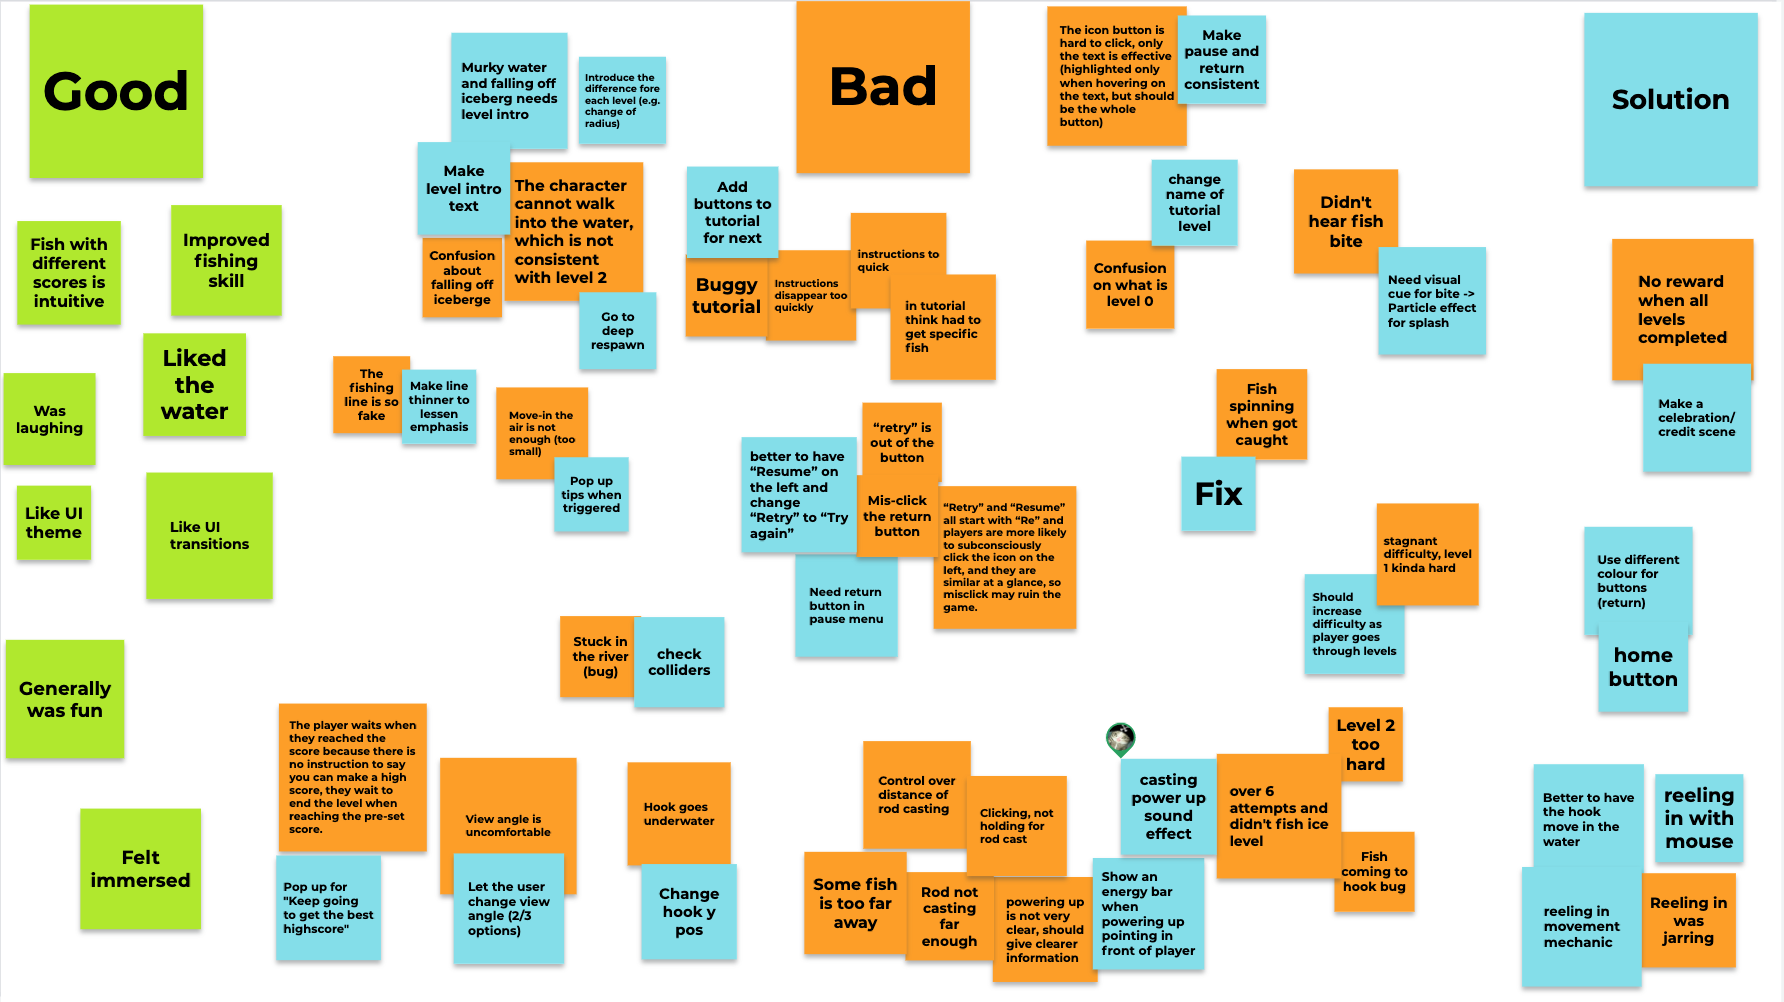 Good
Bad
Solution
Fish with
different
scores is
intuitive
Improved
fishing
skill
Liked
the
water
Was
laughing
Like UI
theme
Like UI
transitions
Generally
was fun
Felt
immersed
Murky water
and falling off
iceberg needs
level intro
Introduce the
difference fore
each level (e.g.
change of
radius)
Make
level intro
text
The character
cannot walk
into the water,
which is not
consistent
with level 2
Confusion
about
falling off
iceberge
Go to
deep
respawn
The
fishing
line is so
fake
Make line
thinner to
lessen
emphasis
Move-in the
air is not
enough (too
small)
Pop up
tips when
triggered
Add
buttons to
tutorial
for next
Buggy
tutorial
Instructions
disappear too
quickly
instructions to
quick
in tutorial
think had to
get specific
fish
The icon button is
hard to click, only
the text is effective
(highlighted only
when hovering on
the text, but should
be the whole
button)
Make
pause and
return
consistent
change
name of
tutorial
level
Confusion
on what is
level 0
Didn't
hear fish
bite
Need visual
cue for bite ->
Particle effect
for splash
No reward
when all
levels
completed
Make a
celebration/
credit scene
better to have
“Resume” on
the left and
change
“Retry” to “Try
again”
“retry” is
out of the
button
Mis-click
the return
button
“Retry” and “Resume”
all start with “Re” and
players are more likely
to subconsciously
click the icon on the
left, and they are
similar at a glance, so
misclick may ruin the
game.
Need return
button in
pause menu
Fish
spinning
when got
caught
Fix
stagnant
difficulty, level
1 kinda hard
Should
increase
difficulty as
player goes
through levels
Use different
colour for
buttons
(return)
home
button
Stuck in
the river
(bug)
check
colliders
The player waits when
they reached the
score because there is
no instruction to say
you can make a high
score, they wait to
end the level when
reaching the pre-set
score.
Pop up for
"Keep going
to get the best
highscore"
View angle is
uncomfortable
Let the user
change view
angle (2/3
options)
Hook goes
underwater
Change
hook y
pos
Control over
distance of
rod casting
Clicking, not
holding for
rod cast
Some fish
is too far
away
Rod not
casting
far
enough
powering up
is not very
clear, should
give clearer
information
casting
power up
sound
effect
Show an
energy bar
when
powering up
pointing in
front of player
over 6
attempts and
didn't fish ice
level
Level 2
too
hard
Fish
coming to
hook bug
Better to have
the hook
move in the
water
reeling
in with
mouse
reeling in
movement
mechanic
Reeling in
was
jarring